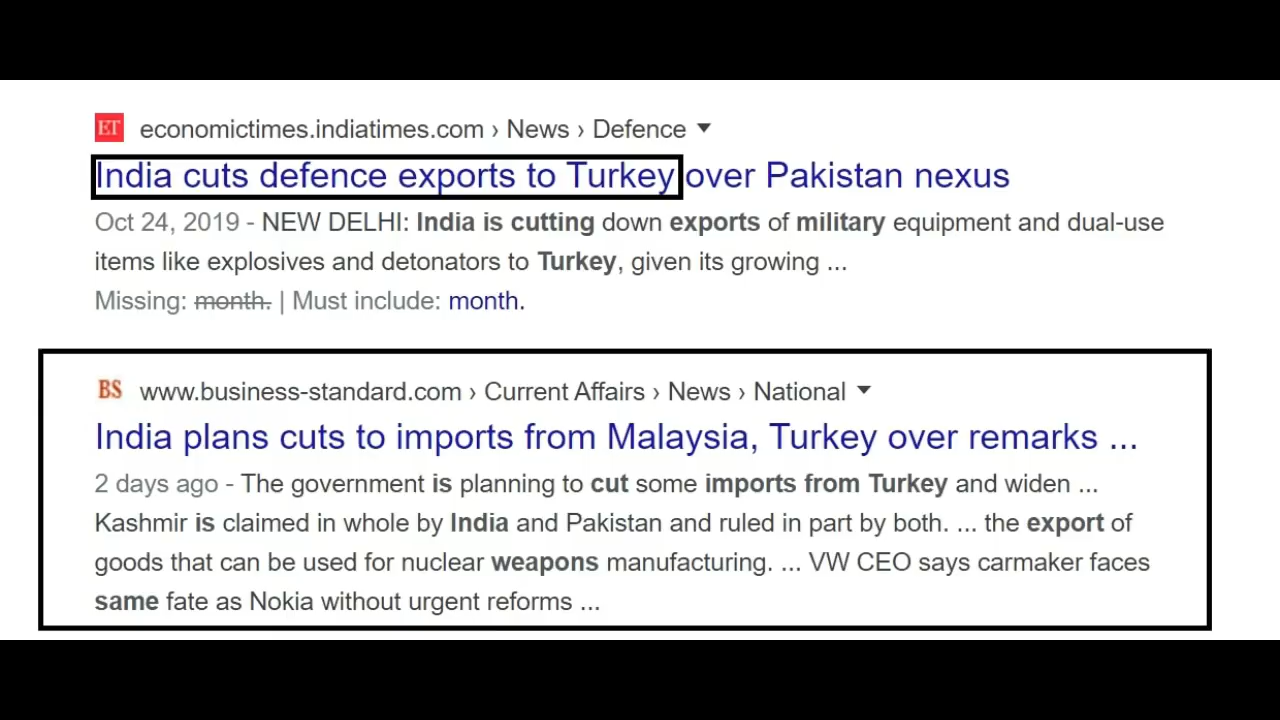 ET economictimes.indiatimes.com › News › Defence
India cuts defence exports to Turkey over Pakistan nexus
Oct 24, 2019 - NEW DELHI: India is cutting down exports of military equipment and dual-use
items like explosives and detonators to Turkey, given its growing ...
Missing: month. | Must include: month.
BS www.business-standard.com › Current Affairs › News › National
India plans cuts to imports from Malaysia, Turkey over remarks ...
2 days ago - The government is planning to cut some imports from Turkey and widen ...
Kashmir is claimed in whole by India and Pakistan and ruled in part by both. ... the export of
goods that can be used for nuclear weapons manufacturing. ... VW CEO says carmaker faces
same fate as Nokia without urgent reforms ...